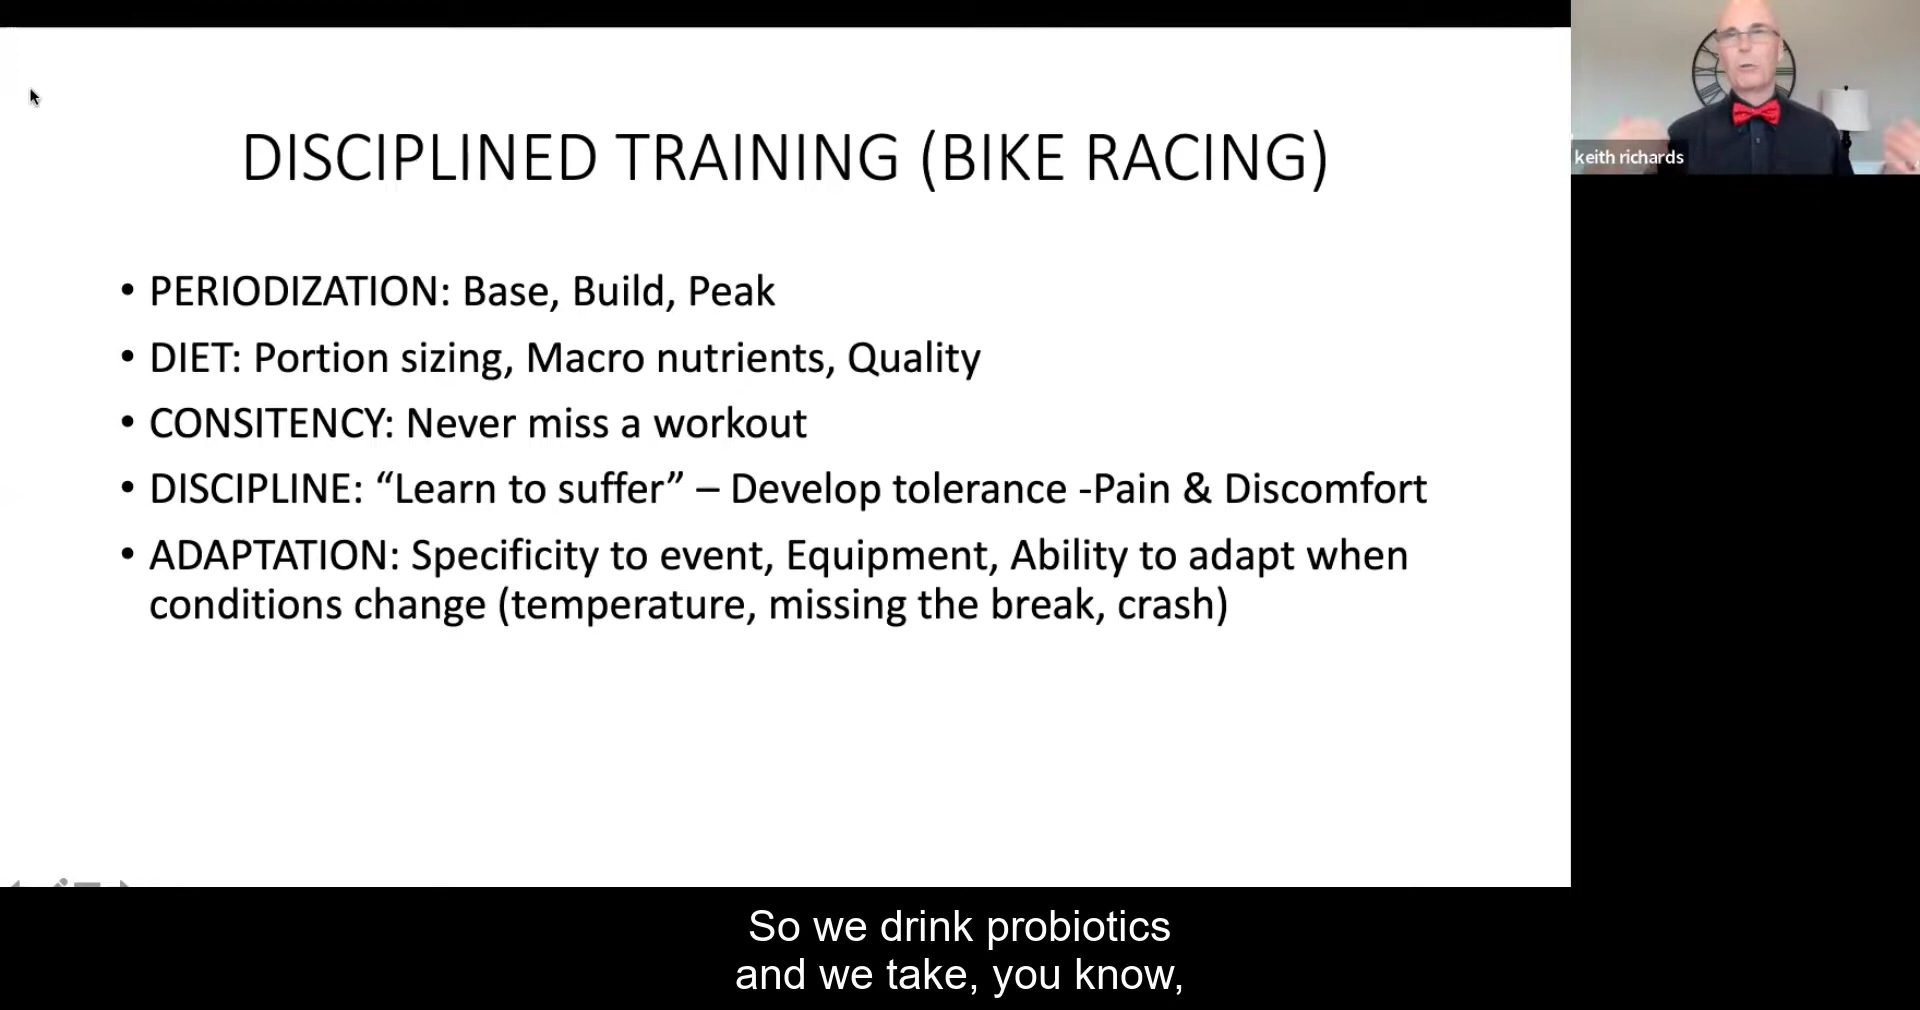 DISCIPLINED TRAINING (BIKE RACING)
• PERIODIZATION: Base, Build, Peak
• DIET: Portion sizing, Macro nutrients, Quality
• CONSITENCY: Never miss a workout
• DISCIPLINE: “Learn to suffer” – Develop tolerance -Pain & Discomfort
• ADAPTATION: Specificity to event, Equipment, Ability to adapt when
conditions change (temperature, missing the break, crash)
keith richards
So we drink probiotics
and we take, you know,